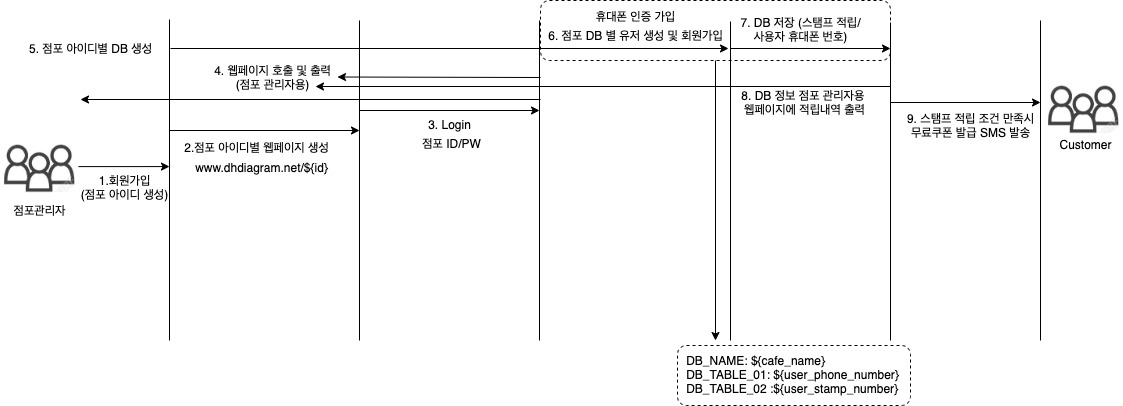 휴대폰 인증 가입
7. DB 저장 (스탬프 적립/
사용자 휴대폰 번호)
5. 점포 아이디별 DB 생성
6. 점포 DB 별 유저 생성 및 회원가입
4. 웹페이지 호출 및 출력
(점포 관리자용)
8. DB 정보 점포 관리자용
웹페이지에 적립내역 출력
3. Login
점포 ID/PW
9. 스탬프 적립 조건 만족시
무료쿠폰 발급 SMS 발송
Customer
2.점포 아이디별 웹페이지 생성
www.dhdiagram.net/${id}
1.회원가입
(점포 아이디 생성)
점포관리자
DB_NAME: ${cafe_name}
DB_TABLE_01: ${user_phone_number}
DB_TABLE_02 :${user_stamp_number}